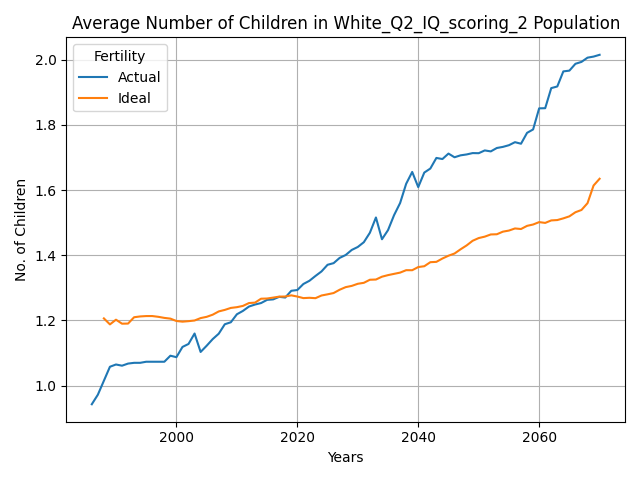 Average Number of Children in White_Q2_IQ_scoring_2 Population
Fertility
Actual
Ideal
2.0
1.8
1.6
1.4
1.2
1.0
No. of Children
2000
2020
2040
2060
Years